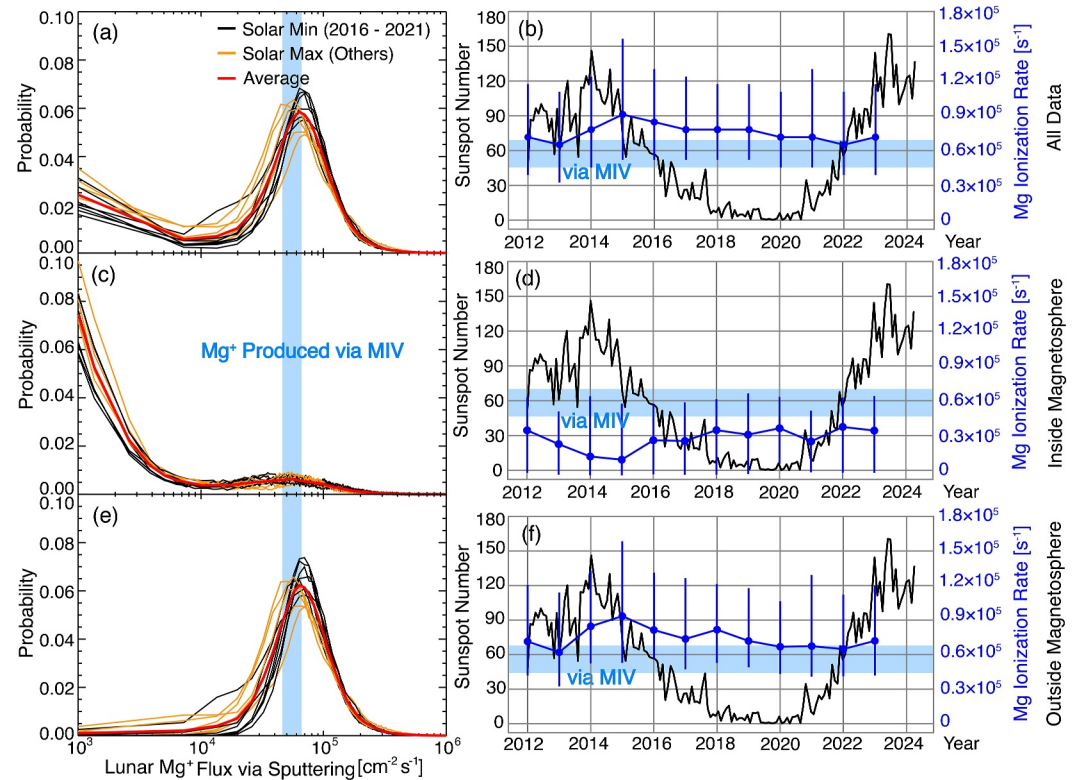 (a)
Solar Min (2016 - 2021)
Solar Max (Others)
Average
Probability
0.10
0.08
0.06
0.04
0.02
0.00
(b)
Sunspot Number
180
150
120
90
60
30
0
via MIV
2012 2014 2016 2018 2020 2022 2024 Year
1.8×10⁵
1.5×10⁵
1.2×10⁵
0.9×10⁵
0.6×10⁵
0.3×10⁵
0
Mg Ionization Rate [s⁻¹]
All Data
(c)
Mg⁺ Produced via MIV
Probability
0.10
0.08
0.06
0.04
0.02
0.00
(d)
Sunspot Number
180
150
120
90
60
30
0
via MIV
2012 2014 2016 2018 2020 2022 2024 Year
1.8×10⁵
1.5×10⁵
1.2×10⁵
0.9×10⁵
0.6×10⁵
0.3×10⁵
0
Mg Ionization Rate [s⁻¹]
Inside Magnetosphere
(e)
Probability
0.10
0.08
0.06
0.04
0.02
0.00
10³ 10⁴ 10⁵ 10⁶
Lunar Mg⁺ Flux via Sputtering [cm⁻² s⁻¹]
(f)
Sunspot Number
180
150
120
90
60
30
0
via MIV
2012 2014 2016 2018 2020 2022 2024 Year
1.8×10⁵
1.5×10⁵
1.2×10⁵
0.9×10⁵
0.6×10⁵
0.3×10⁵
0
Mg Ionization Rate [s⁻¹]
Outside Magnetosphere